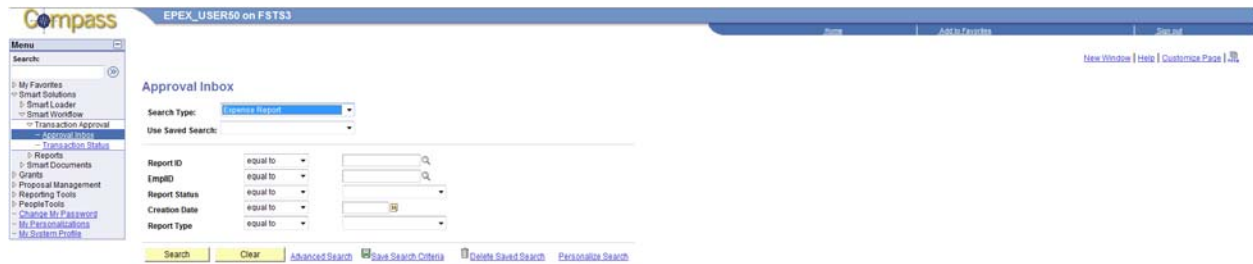 Compass
EPEX_USER50 on FSTS3
Home Add to Favorites Sign out
Menu
Search:
New Window | Help | Customize Page |
My Favorites
Smart Solutions
Smart Loader
Smart Workflow
Transaction Approval
Approval Inbox
Transaction Status
Reports
Smart Documents
Grants
Proposal Management
Reporting Tools
PeopleTools
Change My Password
My Personalizations
My System Profile
Approval Inbox
Search Type: Expense Report
Use Saved Search:
Report ID equal to
EmplID equal to
Report Status equal to
Creation Date equal to
Report Type equal to
Search Clear Advanced Search Save Search Criteria Delete Saved Search Personalize Search